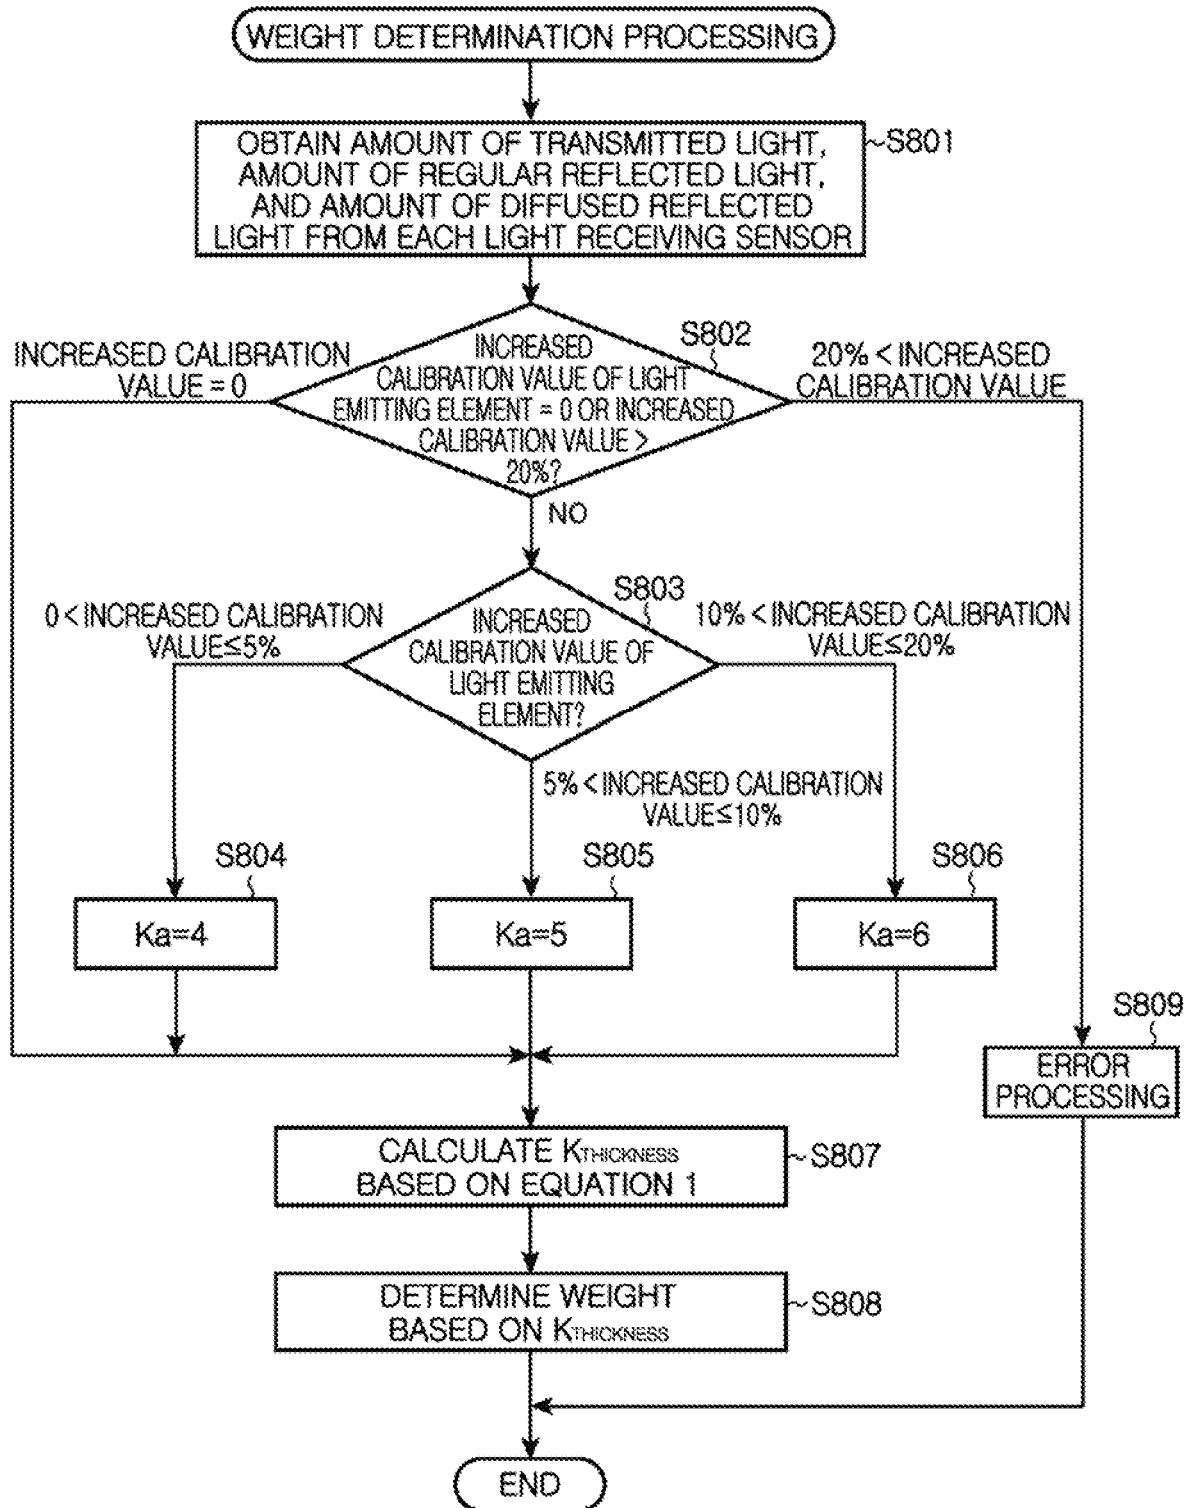 WEIGHT DETERMINATION PROCESSING
OBTAIN AMOUNT OF TRANSMITTED LIGHT,
AMOUNT OF REGULAR REFLECTED LIGHT,
AND AMOUNT OF DIFFUSED REFLECTED
LIGHT FROM EACH LIGHT RECEIVING SENSOR
S801
INCREASED CALIBRATION
VALUE = 0
INCREASED
CALIBRATION VALUE OF LIGHT
EMITTING ELEMENT = 0 OR INCREASED
CALIBRATION VALUE >
20%?
S802
20% < INCREASED
CALIBRATION VALUE
NO
0 < INCREASED CALIBRATION
VALUE≤5%
INCREASED
CALIBRATION VALUE OF
LIGHT EMITTING
ELEMENT?
S803
10% < INCREASED CALIBRATION
VALUE≤20%
5% < INCREASED CALIBRATION
VALUE≤10%
S804
Ka=4
S805
Ka=5
S806
Ka=6
S809
ERROR
PROCESSING
CALCULATE KTHICKNESS
BASED ON EQUATION 1
S807
DETERMINE WEIGHT
BASED ON KTHICKNESS
S808
END